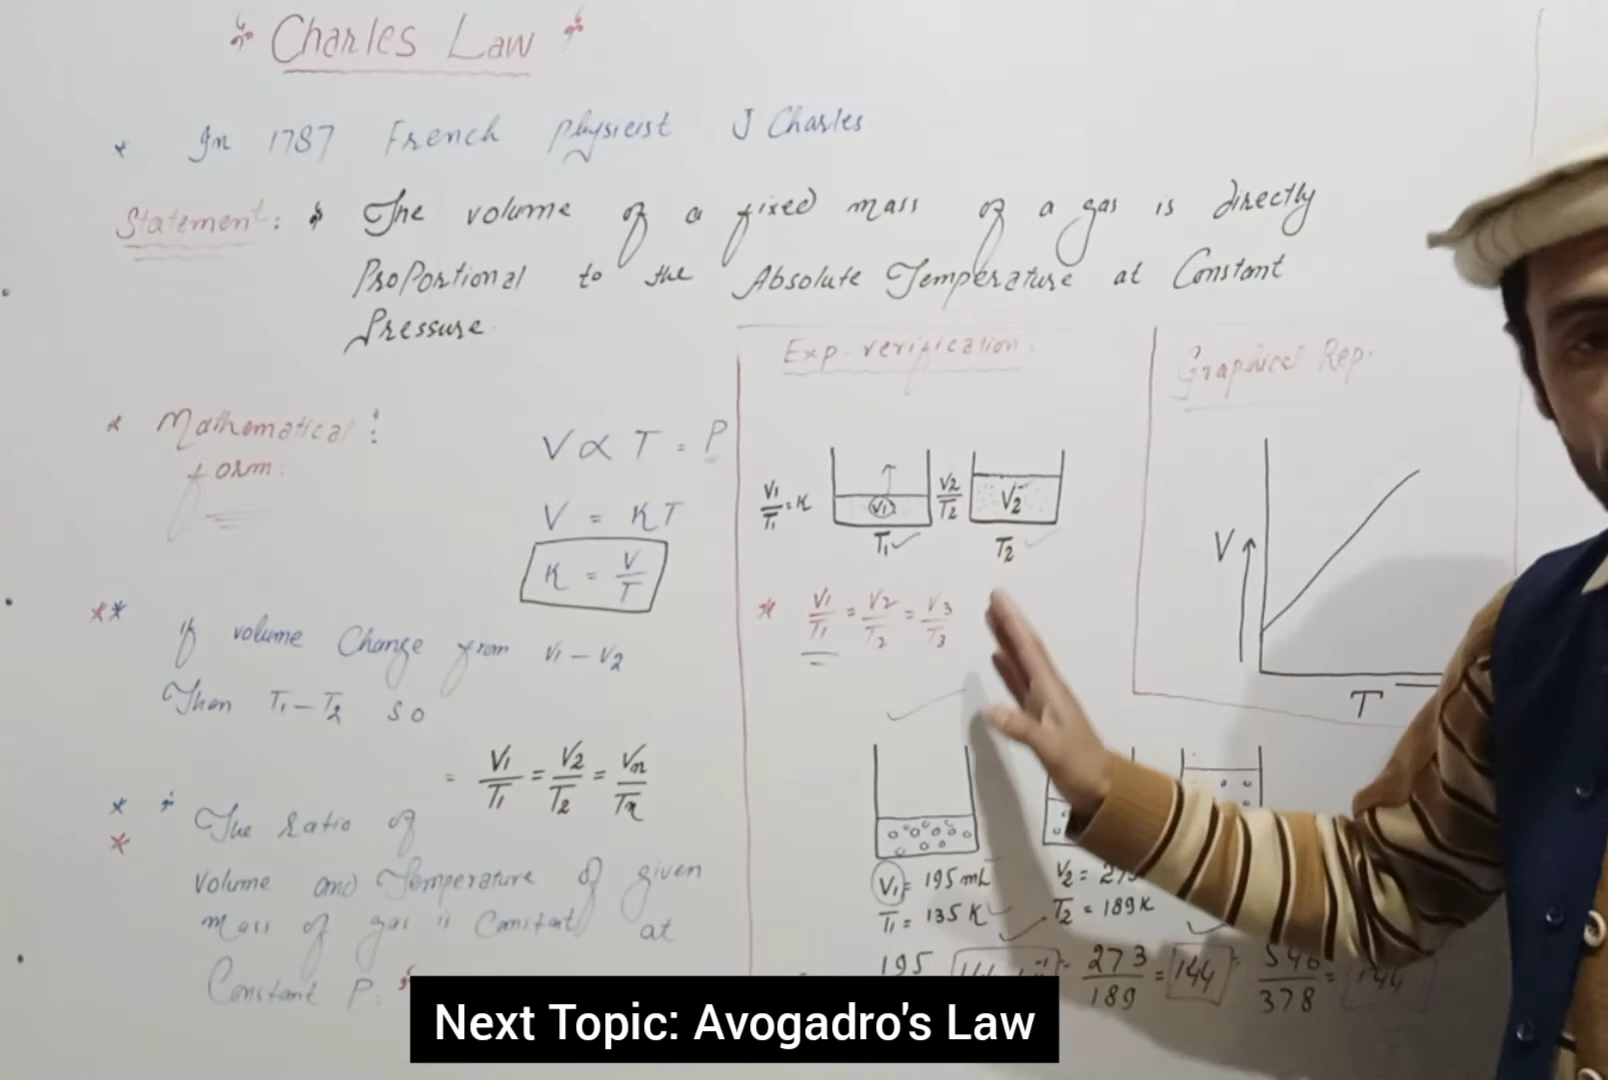 Charles Law
In 1787 French Physicist J Charles
Statement: The volume of a fixed mass of a gas is directly
Proportional to the Absolute Temperature at Constant
Pressure.
Mathematical
form:
V ∝ T = P
V = KT
K = V/T
** If volume Change from V1 – V2
Then T1 – T2 so
= V1/T1 = V2/T2 = Vn/Tn
The Ratio of
Volume and Temperature of given
mass of gas is Constant at
Constant P.
Exp. verification.
V1/T1 = K
V1
T1
V2/T2
V2
T2
* V1/T1 = V2/T2 = V3/T3
V1 = 195 mL
T1 = 135 K
V2 =
T2 = 189K
195
273/189 = 144
546/378 = 144
Graphical Rep.
V
T
Next Topic: Avogadro's Law